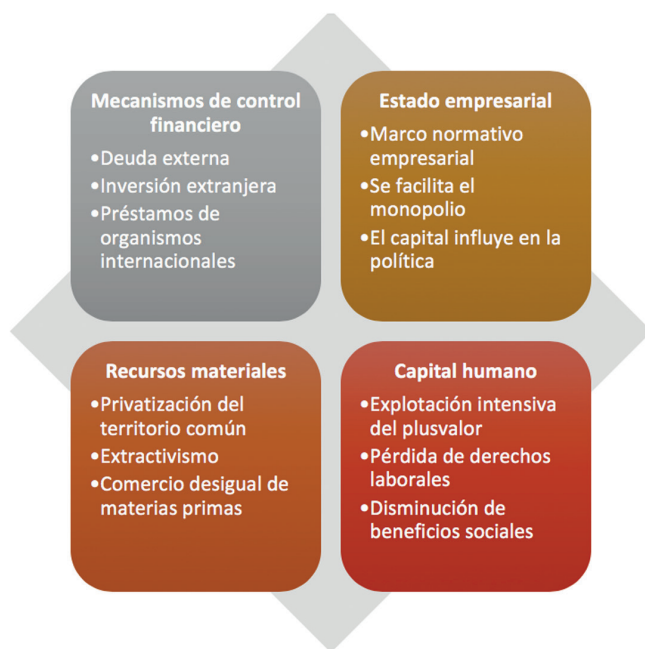 Mecanismos de control
financiero
•Deuda externa
•Inversión extranjera
•Préstamos de
organismos
internacionales
Estado empresarial
•Marco normativo
empresarial
•Se facilita el
monopolio
•El capital influye en la
política
Recursos materiales
•Privatización del
territorio común
•Extractivismo
•Comercio desigual de
materias primas
Capital humano
•Explotación intensiva
del plusvalor
•Pérdida de derechos
laborales
•Disminución de
beneficios sociales